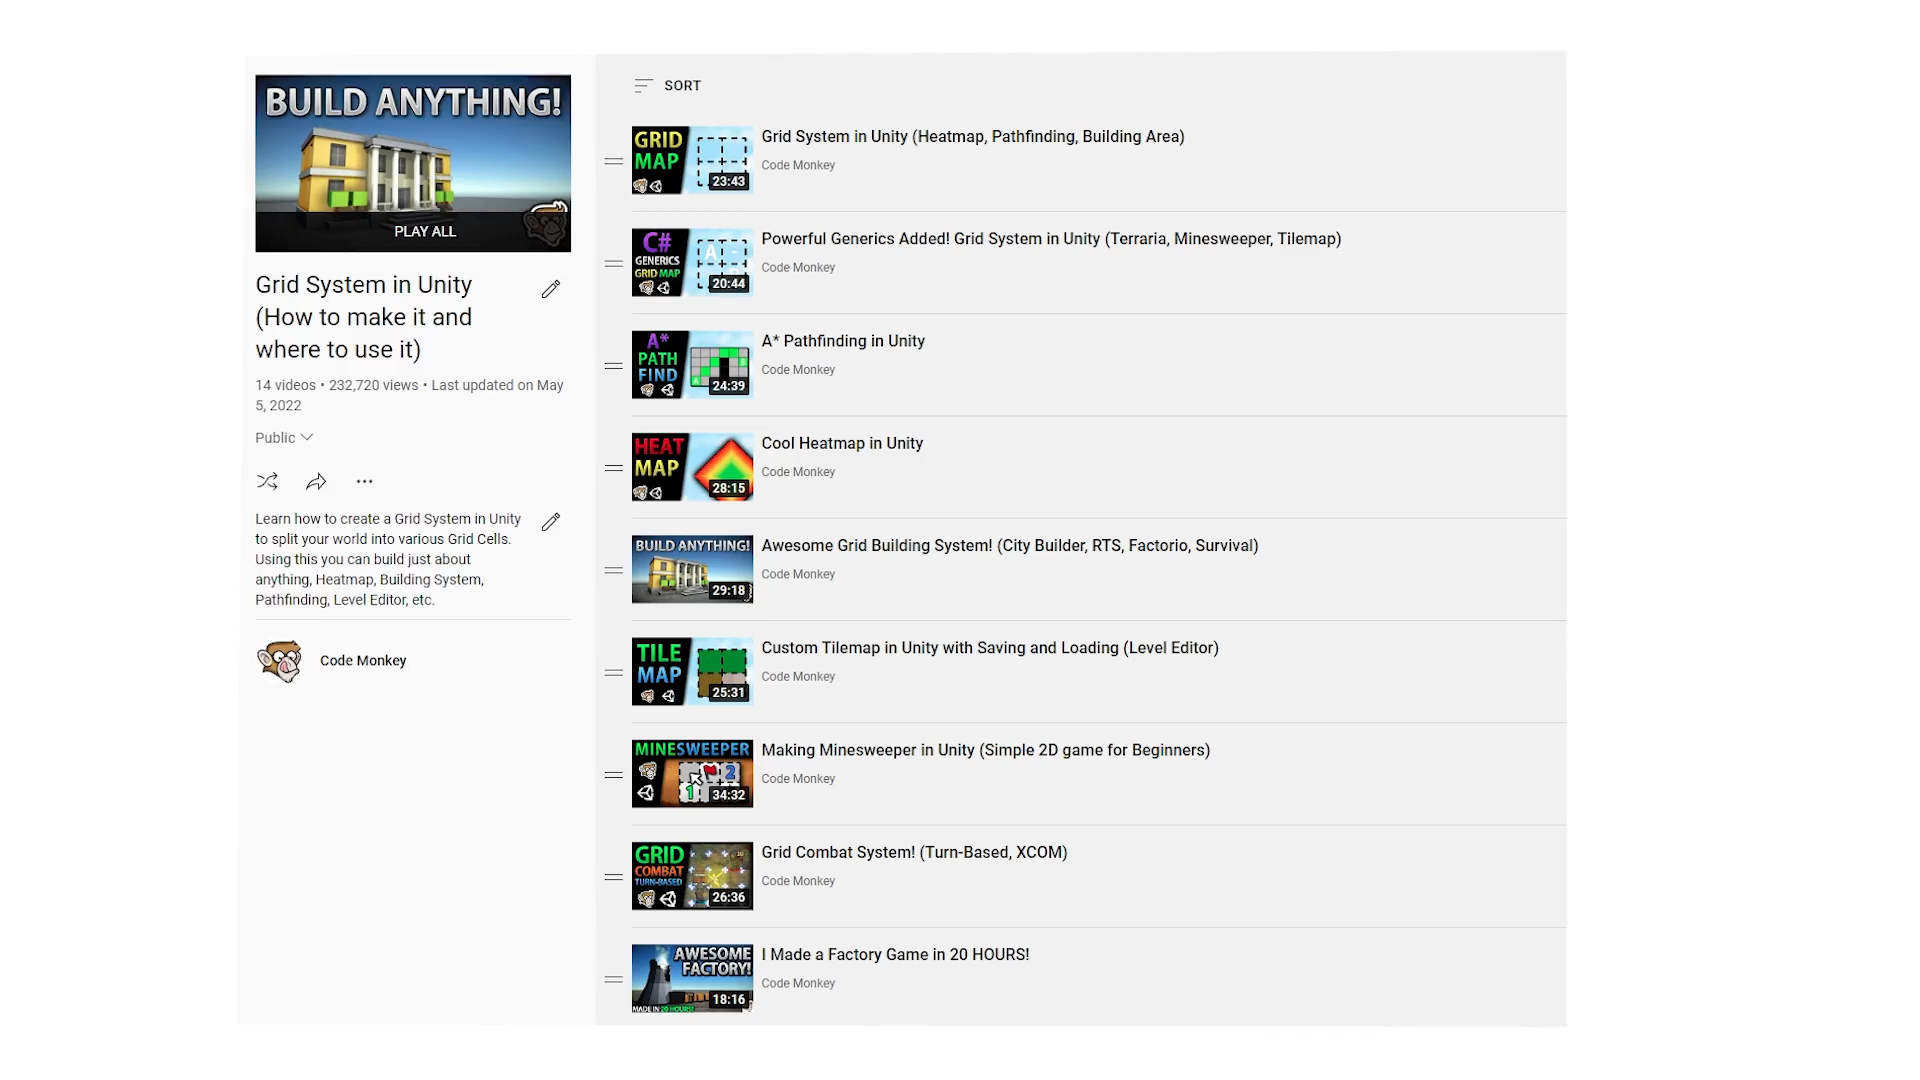 BUILD ANYTHING!
PLAY ALL
Grid System in Unity
(How to make it and
where to use it)
14 videos • 232,720 views • Last updated on May
5, 2022
Public
Learn how to create a Grid System in Unity
to split your world into various Grid Cells.
Using this you can build just about
anything, Heatmap, Building System,
Pathfinding, Level Editor, etc.
Code Monkey
SORT
GRID
MAP
23:43
Grid System in Unity (Heatmap, Pathfinding, Building Area)
Code Monkey
C#
GENERICS
GRID MAP
A
20:44
Powerful Generics Added! Grid System in Unity (Terraria, Minesweeper, Tilemap)
Code Monkey
A*
PATH
FIND
A
24:39
A* Pathfinding in Unity
Code Monkey
HEAT
MAP
28:15
Cool Heatmap in Unity
Code Monkey
BUILD ANYTHING!
29:18
Awesome Grid Building System! (City Builder, RTS, Factorio, Survival)
Code Monkey
TILE
MAP
25:31
Custom Tilemap in Unity with Saving and Loading (Level Editor)
Code Monkey
MINESWEEPER
2
1
34:32
Making Minesweeper in Unity (Simple 2D game for Beginners)
Code Monkey
GRID
COMBAT
TURN-BASED
26:36
Grid Combat System! (Turn-Based, XCOM)
Code Monkey
AWESOME
FACTORY!
MADE IN 20 HOURS!
18:16
I Made a Factory Game in 20 HOURS!
Code Monkey